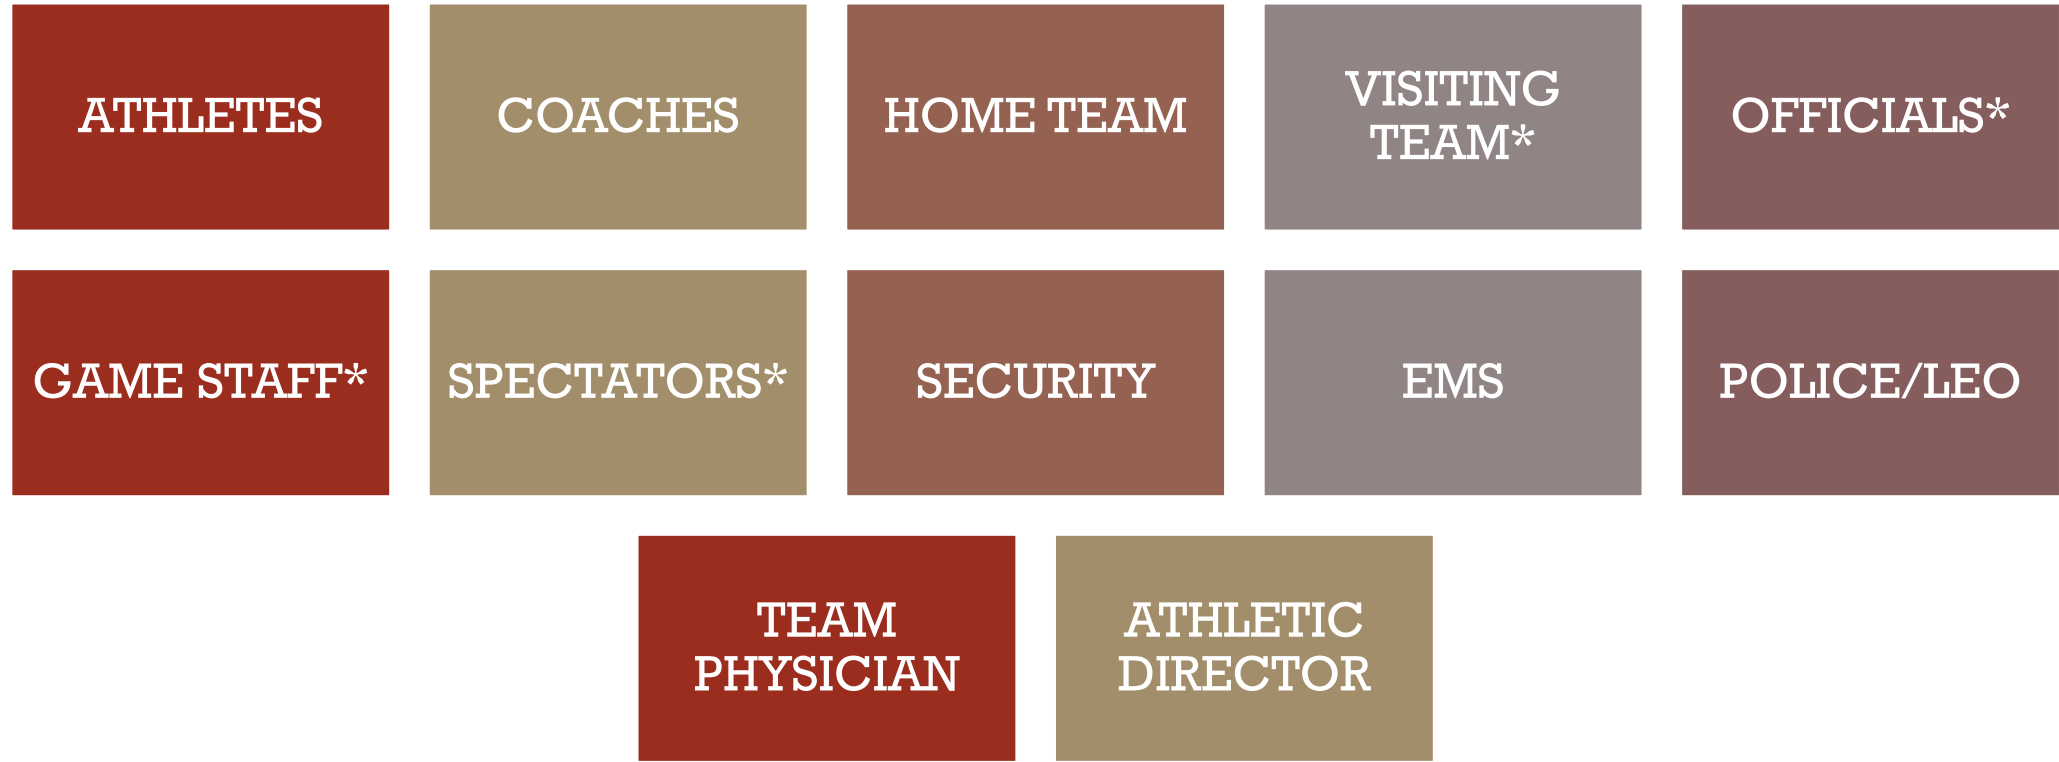 ATHLETES
COACHES
HOME TEAM
VISITING
TEAM*
OFFICIALS*
GAME STAFF*
SPECTATORS*
SECURITY
EMS
POLICE/LEO
TEAM
PHYSICIAN
ATHLETIC
DIRECTOR